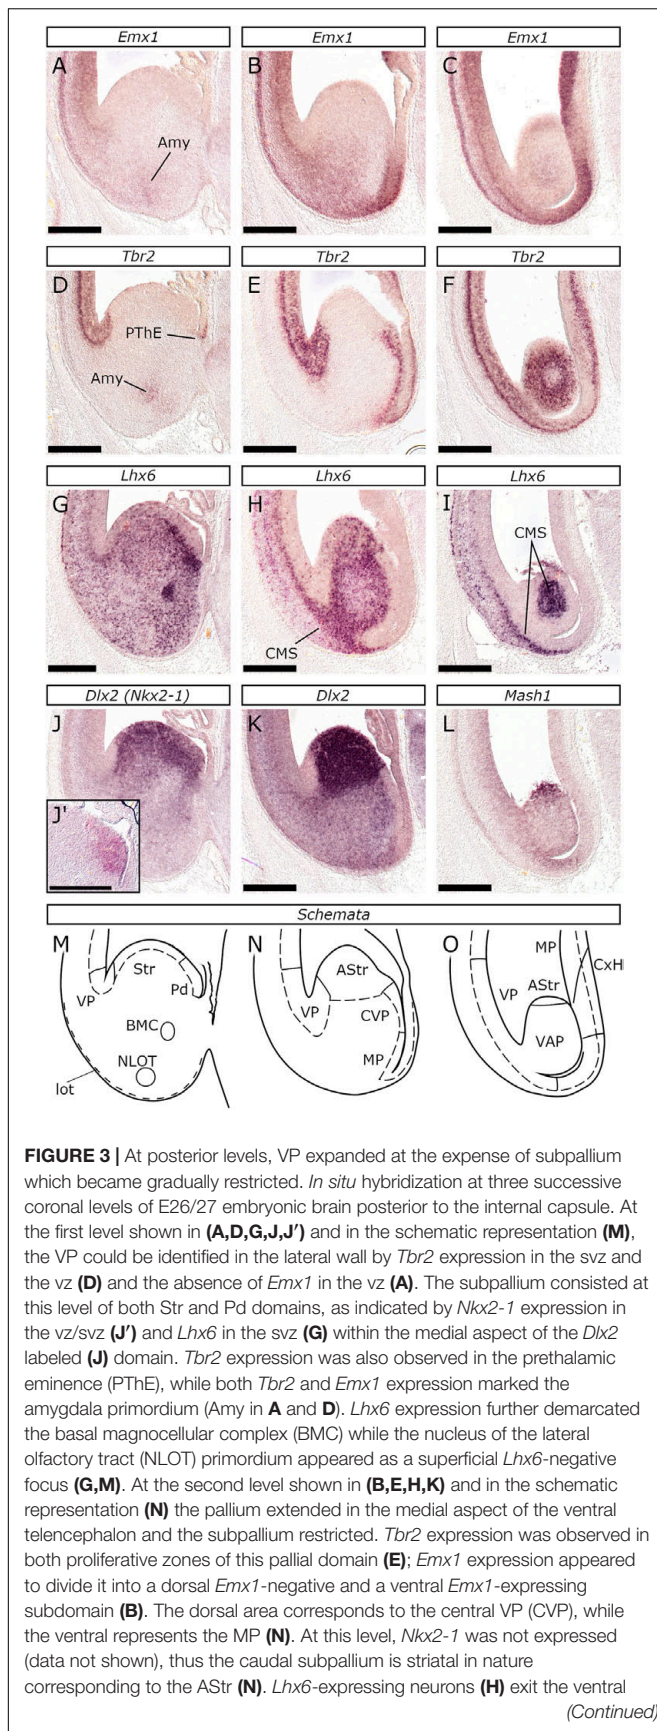 Emx1
Emx1
Emx1
A
Amy
B
C
Tbr2
Tbr2
Tbr2
D
PThE
Amy
E
F
Lhx6
Lhx6
Lhx6
G
H
CMS
I
CMS
Dlx2 (Nkx2-1)
Dlx2
Mash1
J
J'
K
L
Schemata
M
Str
VP
Pd
BMC
NLOT
lot
N
AStr
VP
CVP
MP
O
MP
CxH
VP
AStr
VAP
FIGURE 3 | At posterior levels, VP expanded at the expense of subpallium
which became gradually restricted. In situ hybridization at three successive
coronal levels of E26/27 embryonic brain posterior to the internal capsule. At
the first level shown in (A,D,G,J,J′) and in the schematic representation (M),
the VP could be identified in the lateral wall by Tbr2 expression in the svz and
the vz (D) and the absence of Emx1 in the vz (A). The subpallium consisted at
this level of both Str and Pd domains, as indicated by Nkx2-1 expression in
the vz/svz (J′) and Lhx6 in the svz (G) within the medial aspect of the Dlx2
labeled (J) domain. Tbr2 expression was also observed in the prethalamic
eminence (PThE), while both Tbr2 and Emx1 expression marked the
amygdala primordium (Amy in A and D). Lhx6 expression further demarcated
the basal magnocellular complex (BMC) while the nucleus of the lateral
olfactory tract (NLOT) primordium appeared as a superficial Lhx6-negative
focus (G,M). At the second level shown in (B,E,H,K) and in the schematic
representation (N) the pallium extended in the medial aspect of the ventral
telencephalon and the subpallium restricted. Tbr2 expression was observed in
both proliferative zones of this pallial domain (E); Emx1 expression appeared
to divide it into a dorsal Emx1-negative and a ventral Emx1-expressing
subdomain (B). The dorsal area corresponds to the central VP (CVP), while
the ventral represents the MP (N). At this level, Nkx2-1 was not expressed
(data not shown), thus the caudal subpallium is striatal in nature
corresponding to the AStr (N). Lhx6-expressing neurons (H) exit the ventral
(Continued)